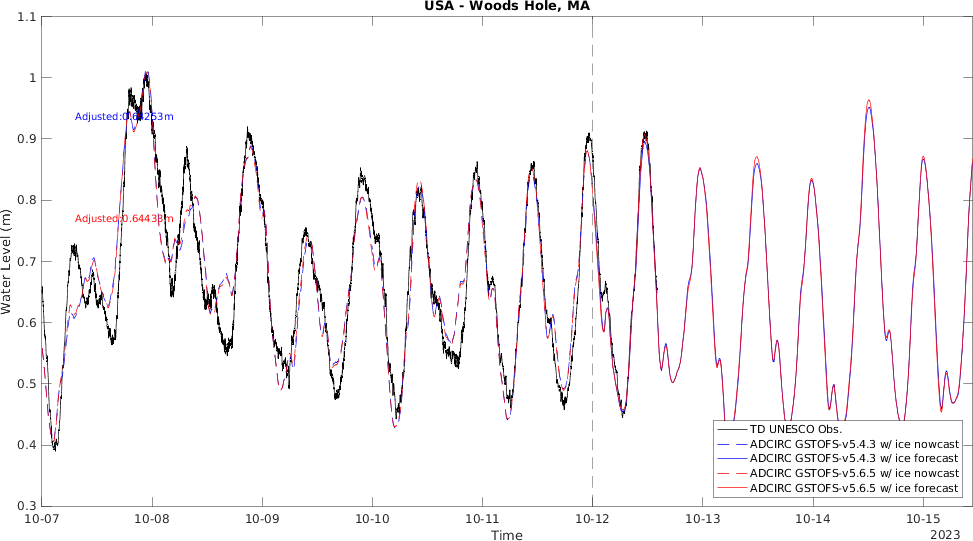 USA - Woods Hole, MA
1.1
1
0.9
0.8
0.7
0.6
0.5
0.4
0.3
Water Level (m)
Adjusted:0.64253m
Adjusted:0.64433m
TD UNESCO Obs.
ADCIRC GSTOFS-v5.4.3 w/ ice nowcast
ADCIRC GSTOFS-v5.4.3 w/ ice forecast
ADCIRC GSTOFS-v5.6.5 w/ ice nowcast
ADCIRC GSTOFS-v5.6.5 w/ ice forecast
10-07
10-08
10-09
10-10
10-11
10-12
10-13
10-14
10-15
Time
2023